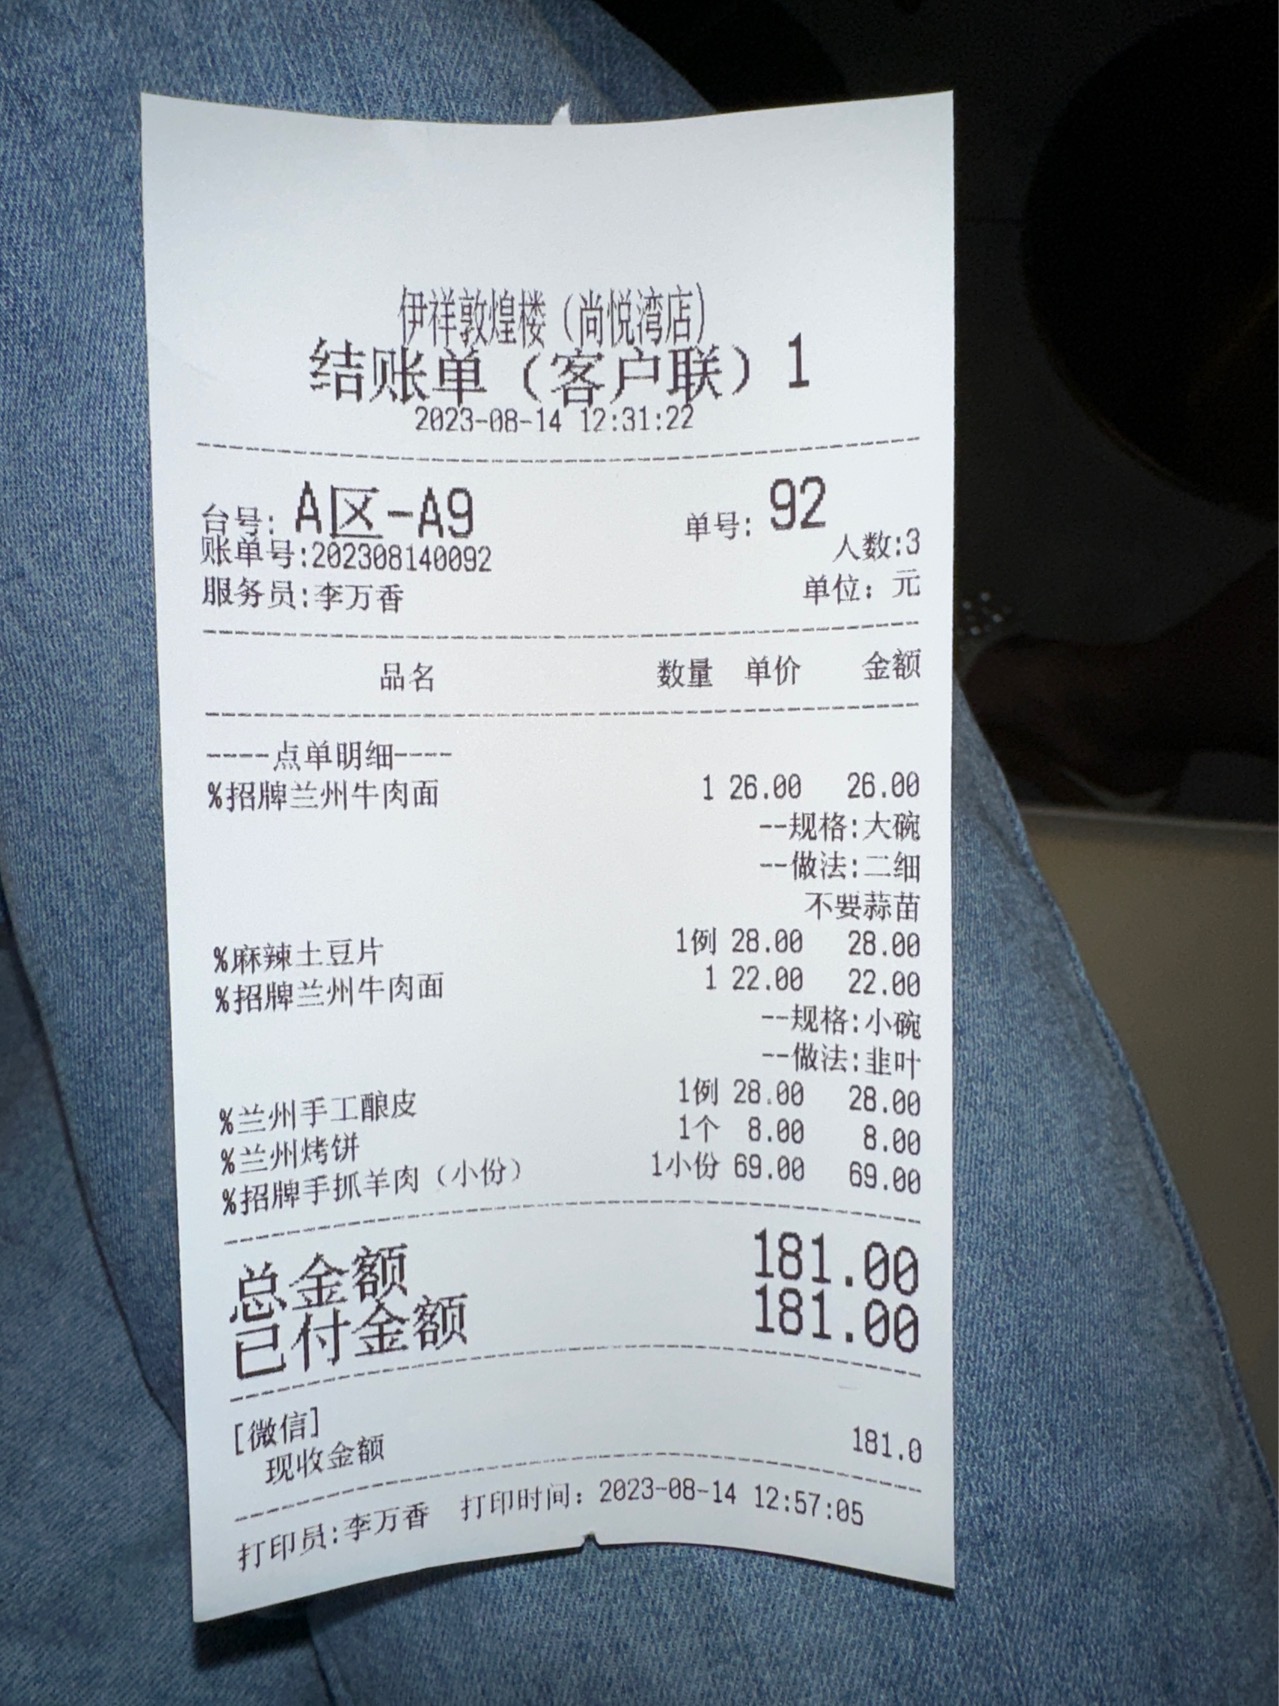 伊祥敦煌楼（尚悦湾店）
结账单（客户联）1
2023-08-14 12:31:22
台号: A区-A9 单号: 92
账单号:202308140092 人数:3
服务员:李万香 单位: 元
品名 数量 单价 金额
----点单明细----
%招牌兰州牛肉面 1 26.00 26.00
--规格:大碗
--做法:二细
不要蒜苗
%麻辣土豆片 1例 28.00 28.00
%招牌兰州牛肉面 1 22.00 22.00
--规格:小碗
--做法:韭叶
%兰州手工酿皮 1例 28.00 28.00
%兰州烤饼 1个 8.00 8.00
%招牌手抓羊肉（小份） 1小份 69.00 69.00
总金额 181.00
已付金额 181.00
[微信]
现收金额 181.0
打印员:李万香 打印时间: 2023-08-14 12:57:05